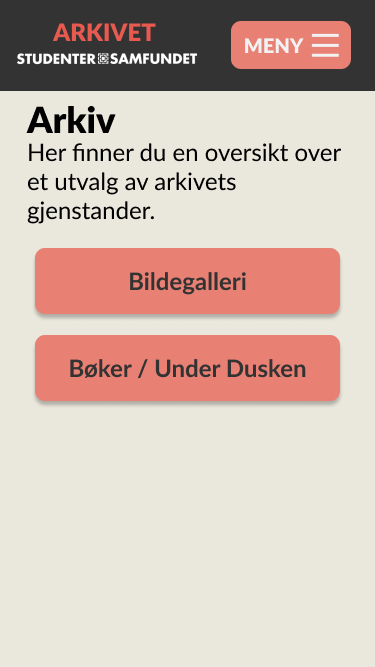 ARKIVET
STUDENTERSAMFUNDET
MENY
Arkiv
Her finner du en oversikt over
et utvalg av arkivets
gjenstander.
Bildegalleri
Bøker / Under Dusken